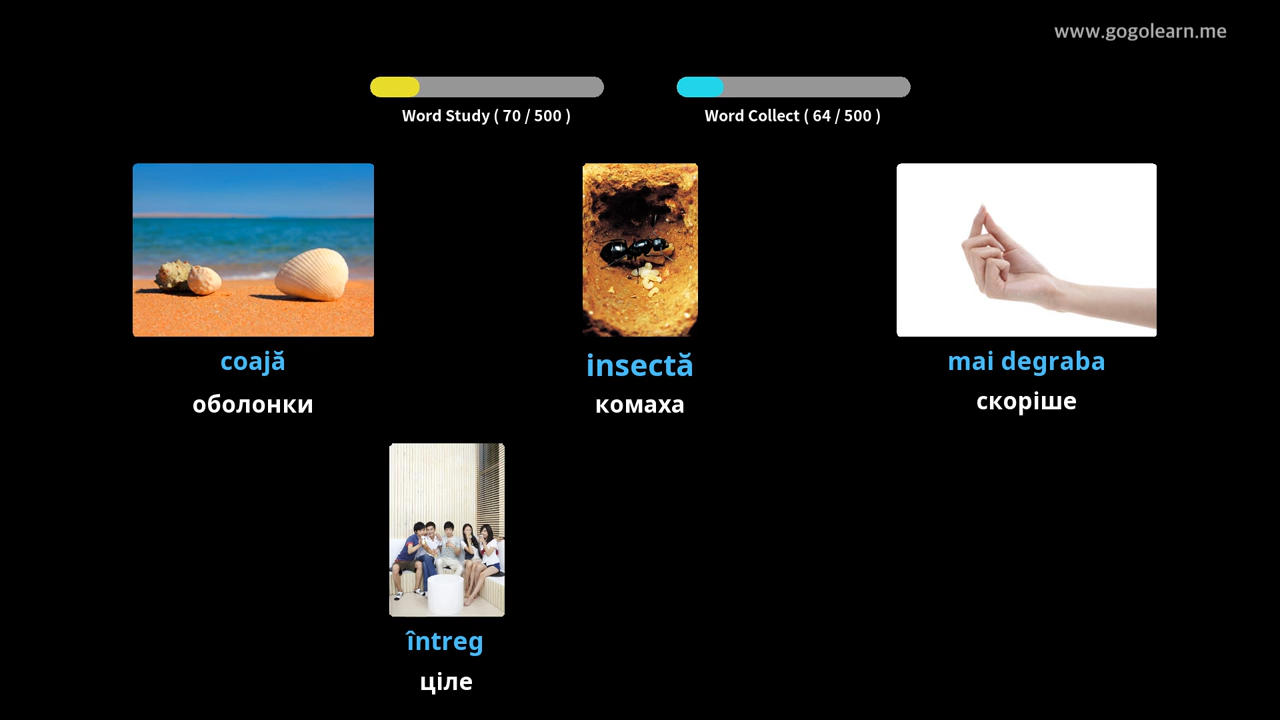 www.gogolearn.me
Word Study ( 70 / 500 )
Word Collect ( 64 / 500 )
coajă
insectă
mai degraba
оболонки
комаха
скоріше
întreg
ціле